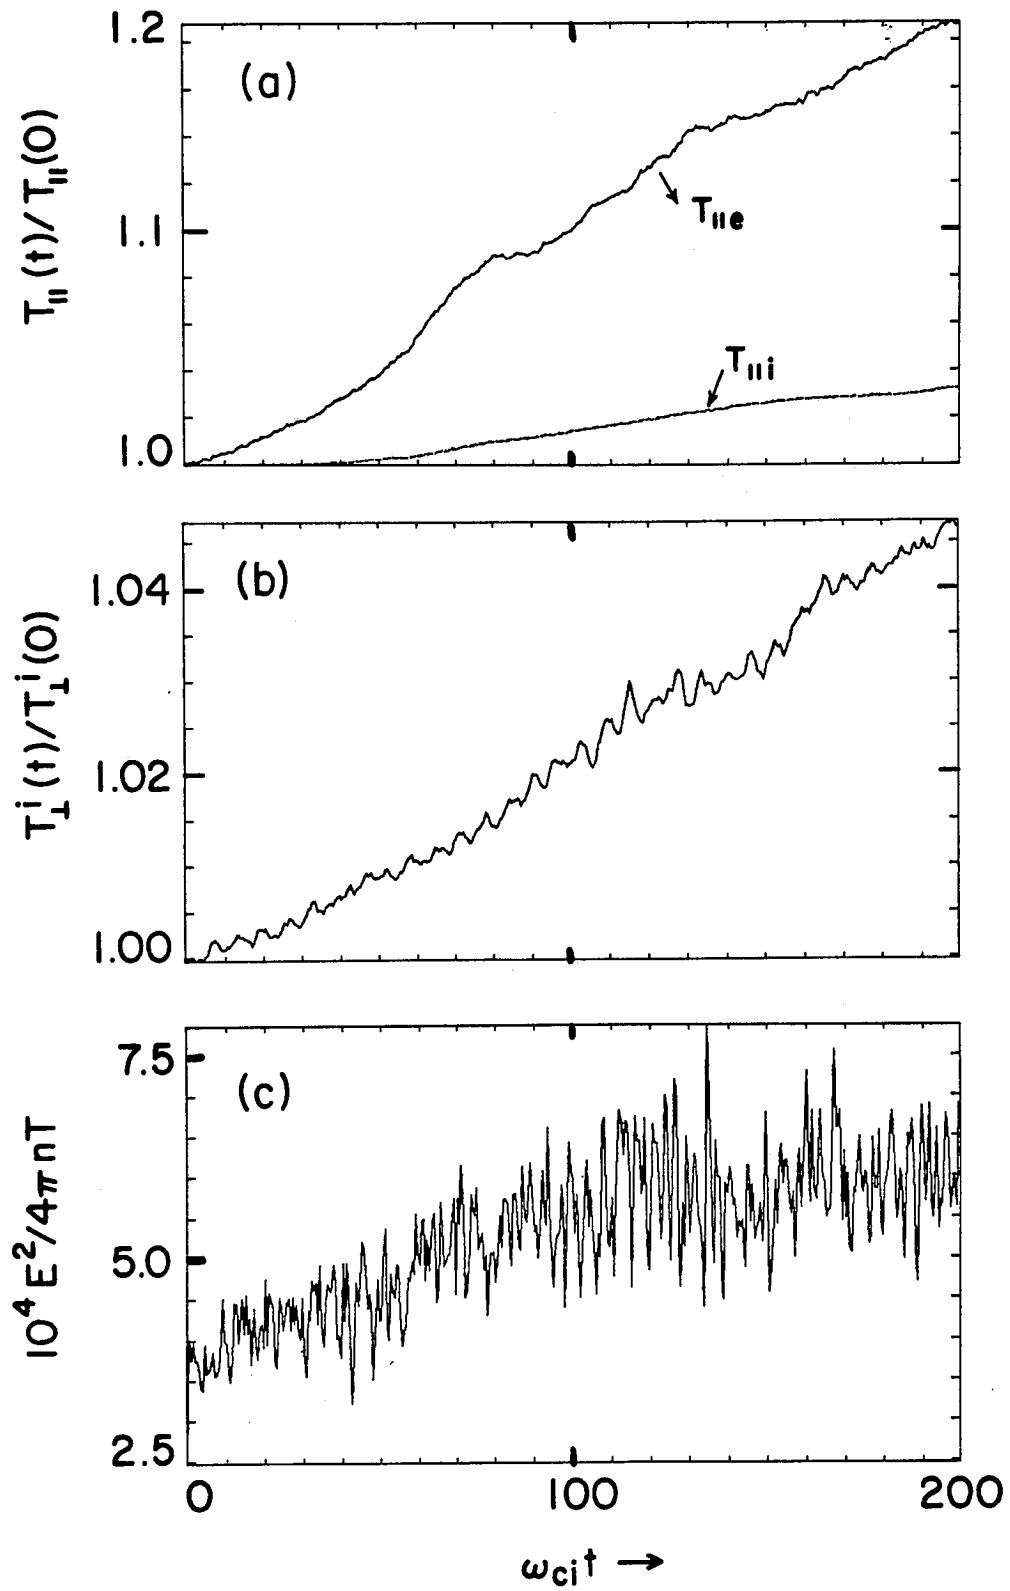 1.2
(a)
T∥(t)/T∥(0)
1.1
T∥e
T∥i
1.0
(b)
1.04
T⊥ⁱ(t)/T⊥ⁱ(0)
1.02
1.00
7.5
(c)
10⁴E²/4πnT
5.0
2.5
0 100 200
ω_ci t →